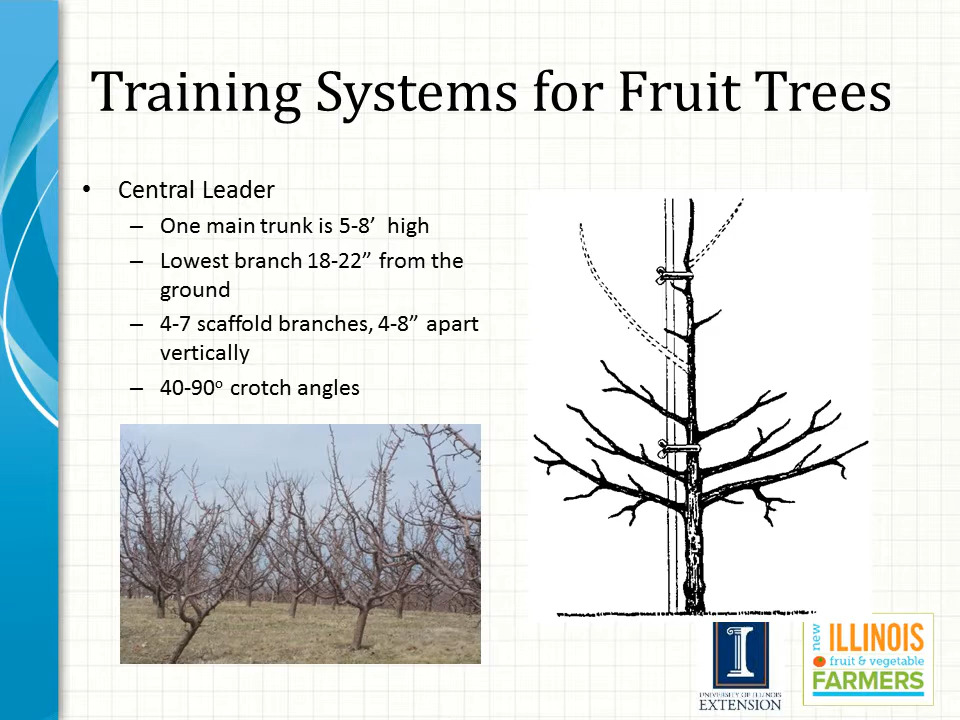 Training Systems for Fruit Trees
• Central Leader
– One main trunk is 5-8’ high
– Lowest branch 18-22” from the
ground
– 4-7 scaffold branches, 4-8” apart
vertically
– 40-90° crotch angles
I
UNIVERSITY OF ILLINOIS
EXTENSION
new
ILLINOIS
fruit & vegetable
FARMERS